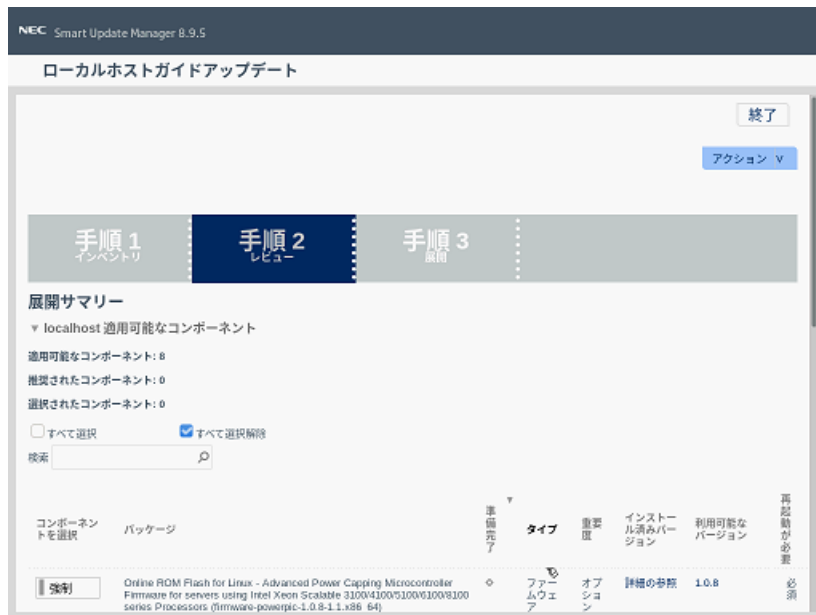 NEC Smart Update Manager 8.9.5
ローカルホストガイドアップデート
終了
アクション ∨
手順 1
インベントリ
手順 2
レビュー
手順 3
展開
展開サマリー
▼ localhost 適用可能なコンポーネント
適用可能なコンポーネント: 8
推奨されたコンポーネント: 0
選択されたコンポーネント: 0
すべて選択
すべて選択解除
検索
コンポーネン
トを選択
パッケージ
準
備
完
了
タイプ
重要
度
インストー
ル済みバー
ジョン
利用可能な
バージョン
再
起
動
が
必
要
強制
Online ROM Flash for Linux - Advanced Power Capping Microcontroller
Firmware for servers using Intel Xeon Scalable 3100/4100/5100/6100/8100
series Processors (firmware-powerpic-1.0.8-1.1.x86_64)
ファー
ムウェ
ア
オプ
ショ
ン
詳細の参照
1.0.8
必
須